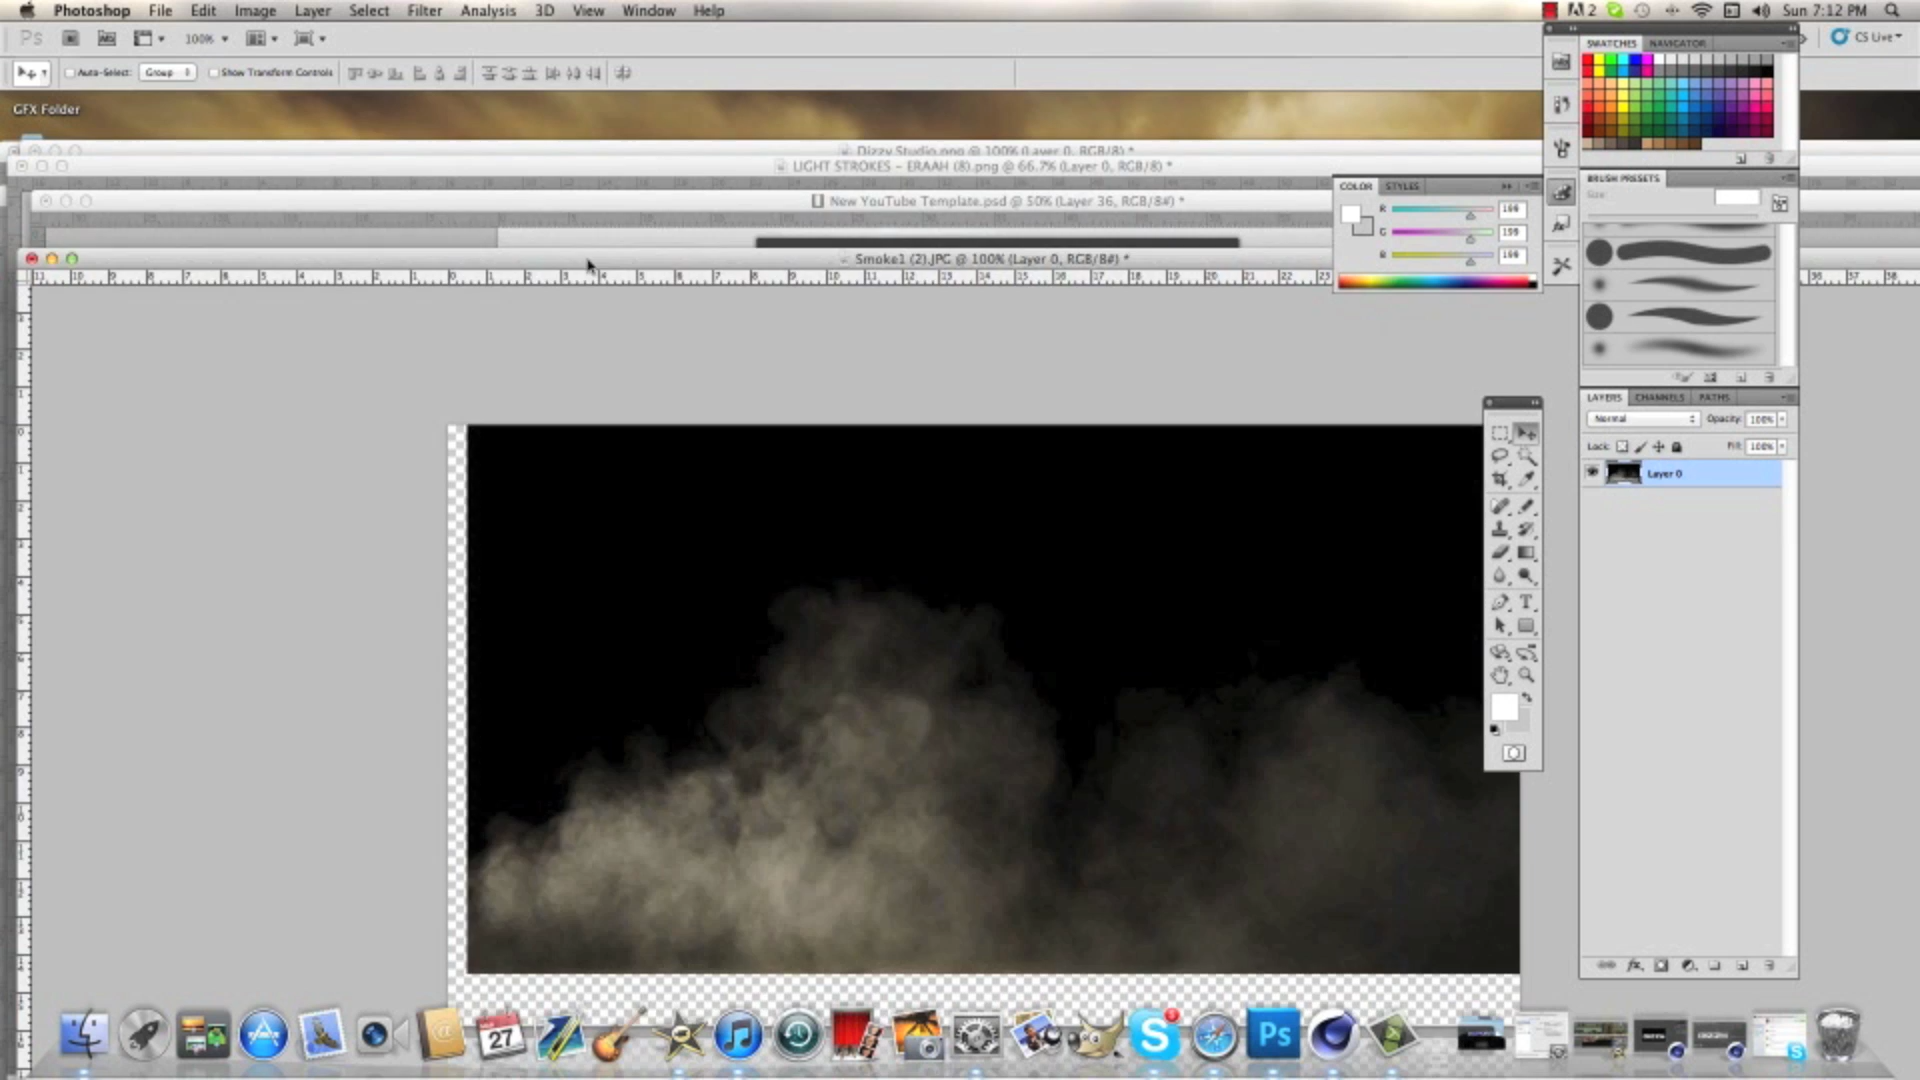 Photoshop File Edit Image Layer Select Filter Analysis 3D View Window Help
2 Sun 7:12 PM
Ps 100%
CS Live
Auto-Select: Group Show Transform Controls
GFX Folder
Dizzy Studio.png @ 100% (Layer 0, RGB/8) *
LIGHT STROKES - ERAAH (8).png @ 66.7% (Layer 0, RGB/8) *
New YouTube Template.psd @ 50% (Layer 36, RGB/8#) *
Smoke1 (2).JPG @ 100% (Layer 0, RGB/8#) *
SWATCHES NAVIGATOR
BRUSH PRESETS
Size:
COLOR STYLES
R
G 199
B
LAYERS CHANNELS PATHS
Normal Opacity: 100%
Lock: Fill: 100%
Layer 0
27
Ps